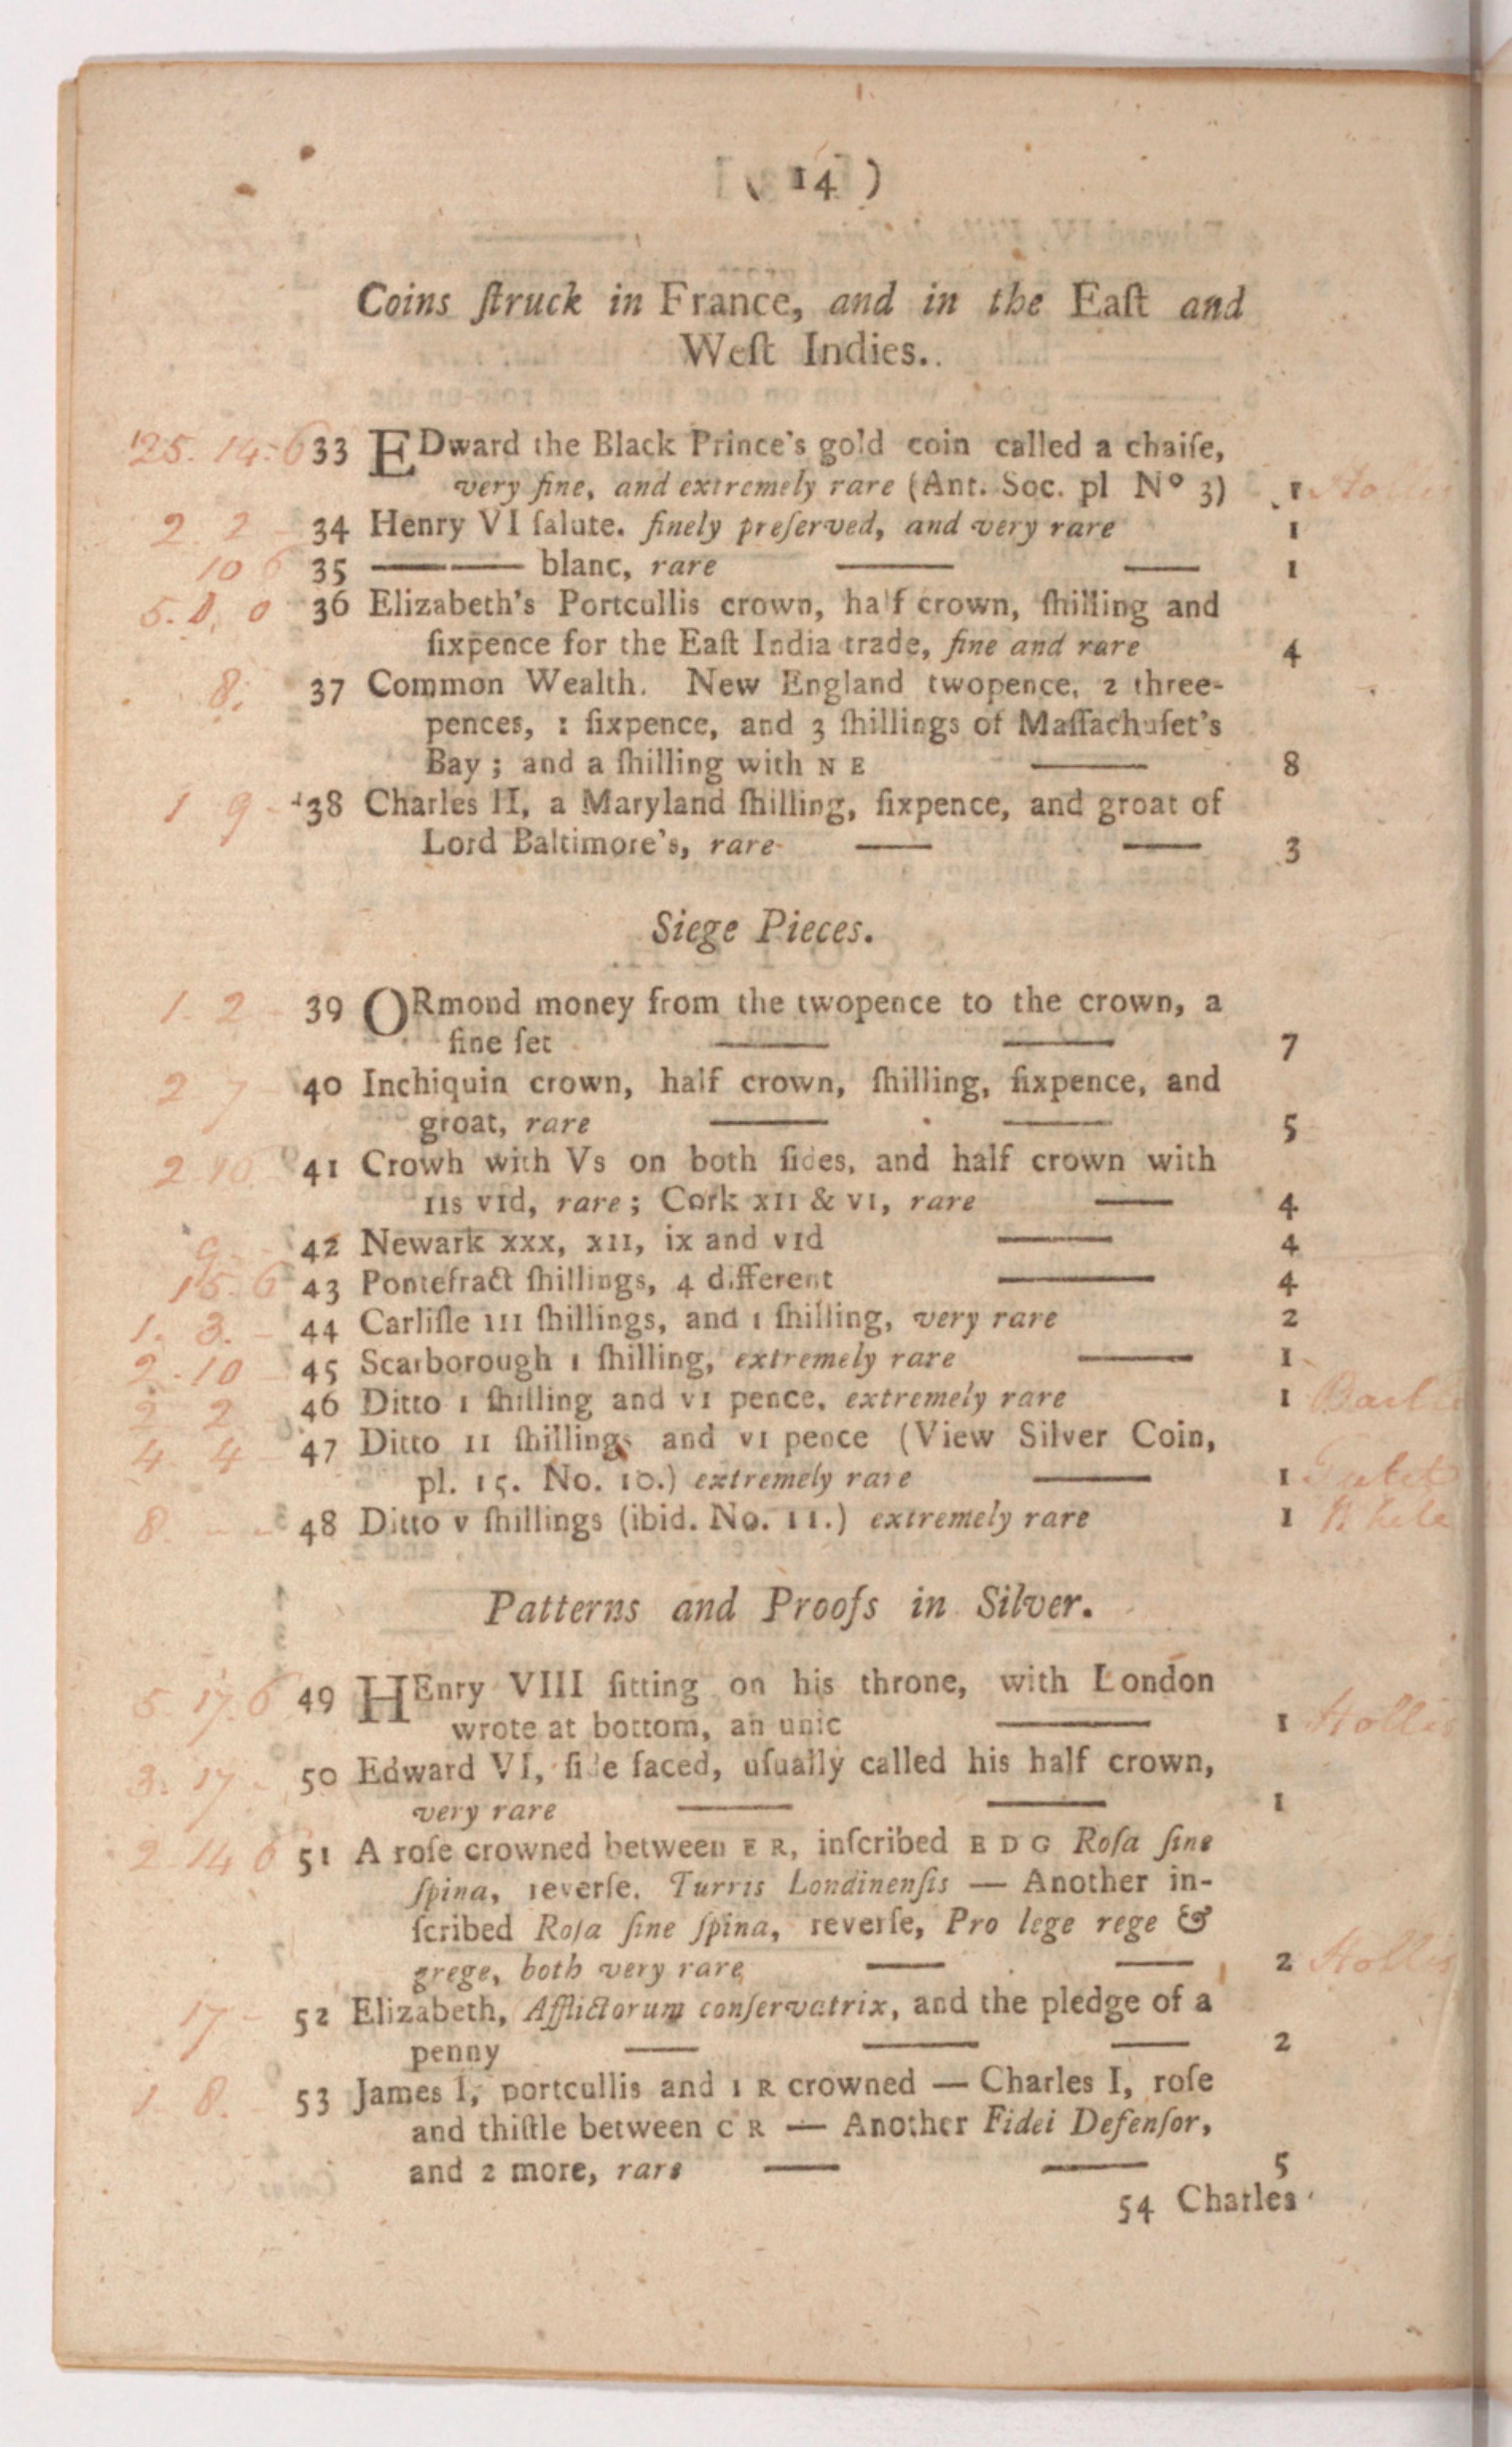 ( 14 )
Coins ſtruck in France, and in the Eaſt and
Weſt Indies.
25. 14. 6 33 EDward the Black Prince's gold coin called a chaiſe,
very fine, and extremely rare (Ant. Soc. pl Nº 3) 1 Hollis
2. 2 - 34 Henry VI ſalute. finely preſerved, and very rare 1
10 6 35 —— blanc, rare —— —— 1
5. 0. 0 36 Elizabeth's Portcullis crown, half crown, ſhilling and
ſixpence for the Eaſt India trade, fine and rare 4
8. 37 Common Wealth. New England twopence, 2 three-
pences, 1 ſixpence, and 3 ſhillings of Maſſachuſet's
Bay ; and a ſhilling with N E —— 8
1 9 - 38 Charles II, a Maryland ſhilling, ſixpence, and groat of
Lord Baltimore's, rare —— —— 3
Siege Pieces.
1 2 - 39 ORmond money from the twopence to the crown, a
fine ſet —— —— 7
2 7 - 40 Inchiquin crown, half crown, ſhilling, ſixpence, and
groat, rare —— —— 5
2 10 - 41 Crowh with Vs on both ſides, and half crown with
IIs VId, rare ; Cork XII & VI, rare —— 4
9 - 42 Newark XXX, XII, IX and VId —— 4
15. 6 43 Pontefract ſhillings, 4 different —— 4
1. 3. - 44 Carliſle III ſhillings, and 1 ſhilling, very rare 2
2. 10 - 45 Scarborough 1 ſhilling, extremely rare —— 1
2 2 - 46 Ditto 1 ſhilling and VI pence, extremely rare 1
4 4 - 47 Ditto II ſhillings and VI pence (View Silver Coin,
pl. 15. No. 10.) extremely rare —— 1
8. - - 48 Ditto V ſhillings (ibid. No. 11.) extremely rare 1 White
Patterns and Proofs in Silver.
5. 17. 6 49 HEnry VIII ſitting on his throne, with London
wrote at bottom, an unic —— 1 Hollis
3. 17 - 50 Edward VI, ſide faced, uſually called his half crown,
very rare —— —— 1
2 14 6 51 A roſe crowned between E R, inſcribed E D G Roſa ſine
ſpina, reverſe. Turris Londinenſis — Another in-
ſcribed Roſa ſine ſpina, reverſe, Pro lege rege &
grege, both very rare —— —— 2 Hollis
17 - 52 Elizabeth, Afflictorum conſervatrix, and the pledge of a
penny —— —— —— 2
1 8. - 53 James I, portcullis and I R crowned — Charles I, roſe
and thiſtle between C R — Another Fidei Defenſor,
and 2 more, rare —— —— 5
54 Charles